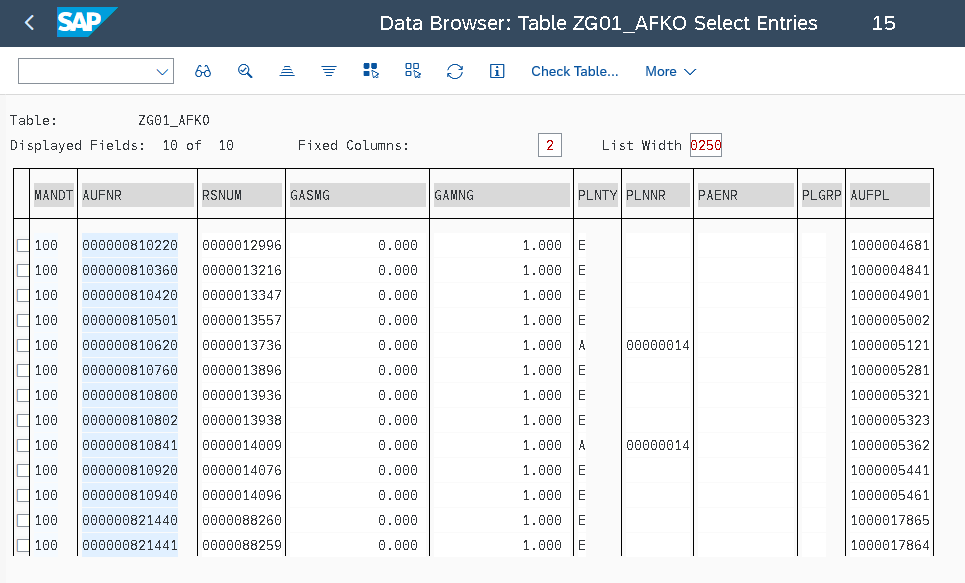 SAP Data Browser: Table ZG01_AFKO Select Entries 15
Check Table... More
Table: ZG01_AFKO
Displayed Fields: 10 of 10 Fixed Columns: 2 List Width 0250
MANDT AUFNR RSNUM GASMG GAMNG PLNTY PLNNR PAENR PLGRP AUFPL
100 000000810220 0000012996 0.000 1.000 E 1000004681
100 000000810360 0000013216 0.000 1.000 E 1000004841
100 000000810420 0000013347 0.000 1.000 E 1000004901
100 000000810501 0000013557 0.000 1.000 E 1000005002
100 000000810620 0000013736 0.000 1.000 A 00000014 1000005121
100 000000810760 0000013896 0.000 1.000 E 1000005281
100 000000810800 0000013936 0.000 1.000 E 1000005321
100 000000810802 0000013938 0.000 1.000 E 1000005323
100 000000810841 0000014009 0.000 1.000 A 00000014 1000005362
100 000000810920 0000014076 0.000 1.000 E 1000005441
100 000000810940 0000014096 0.000 1.000 E 1000005461
100 000000821440 0000088260 0.000 1.000 E 1000017865
100 000000821441 0000088259 0.000 1.000 E 1000017864